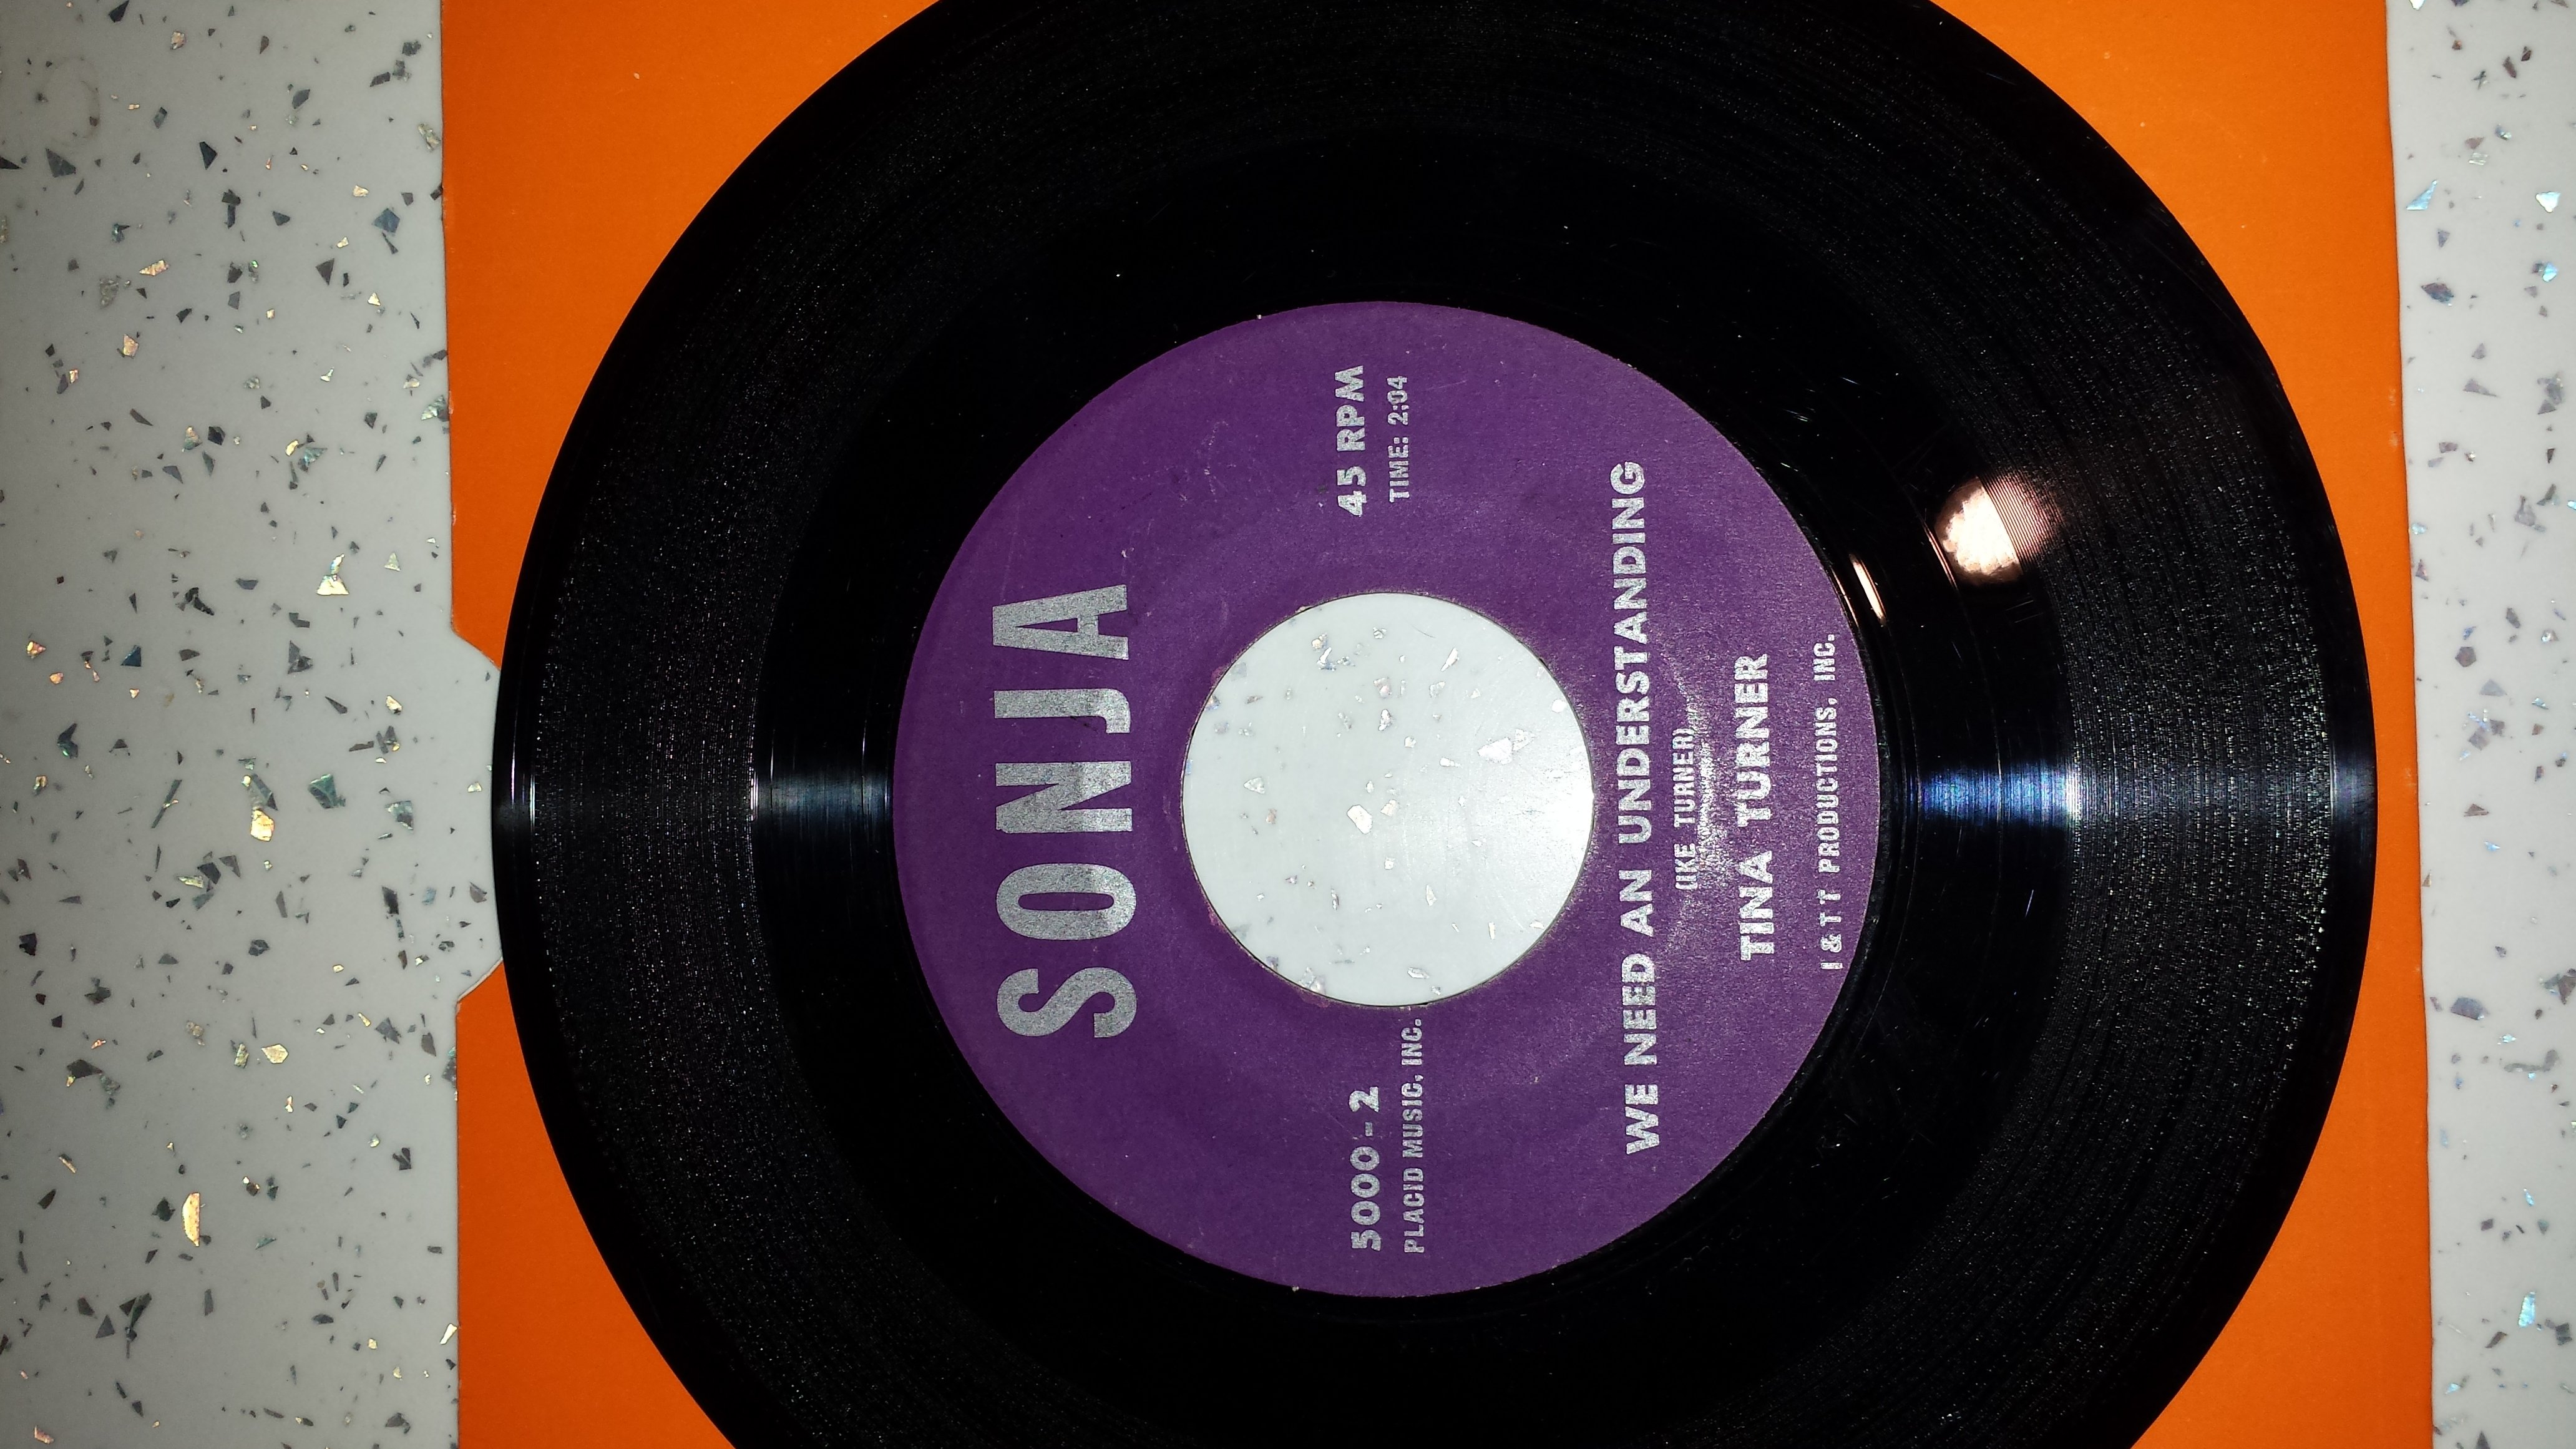 SONJA
45 RPM
TIME: 2:04
5000-2
PLACID MUSIC, INC.
WE NEED AN UNDERSTANDING
(IKE TURNER)
TINA TURNER
I & T T PRODUCTIONS, INC.